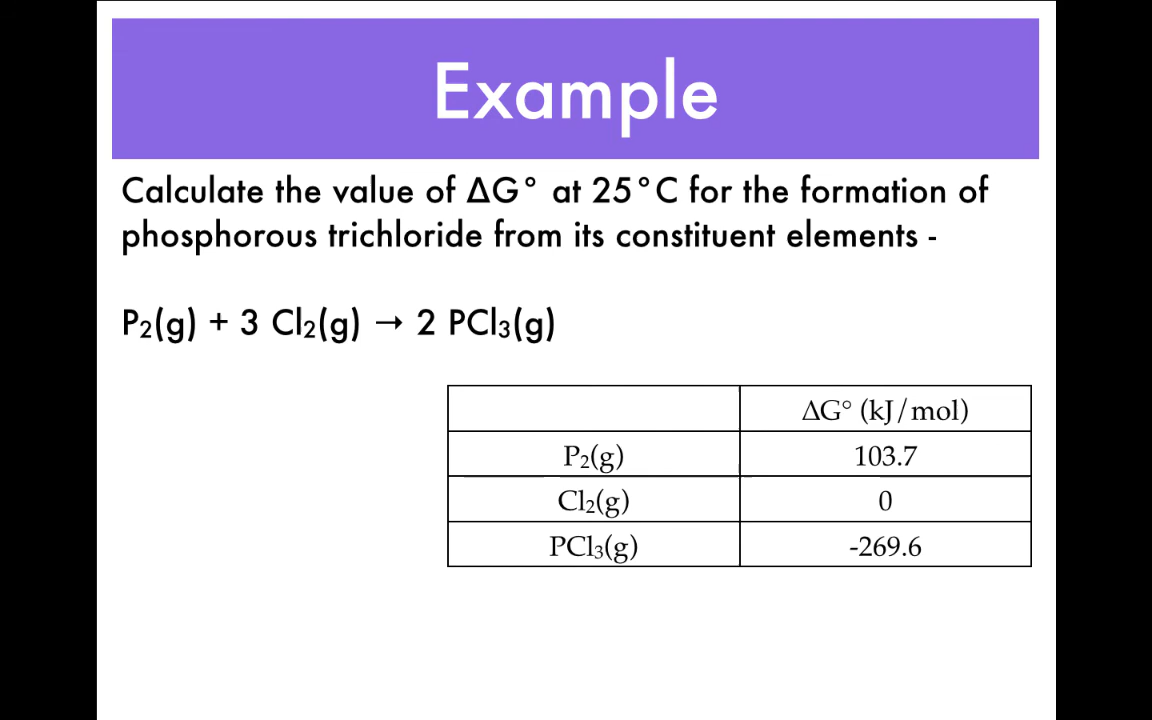 Example
Calculate the value of ΔG° at 25°C for the formation of
phosphorous trichloride from its constituent elements -
P₂(g) + 3 Cl₂(g) → 2 PCl₃(g)
ΔG° (kJ/mol)
P₂(g) 103.7
Cl₂(g) 0
PCl₃(g) -269.6